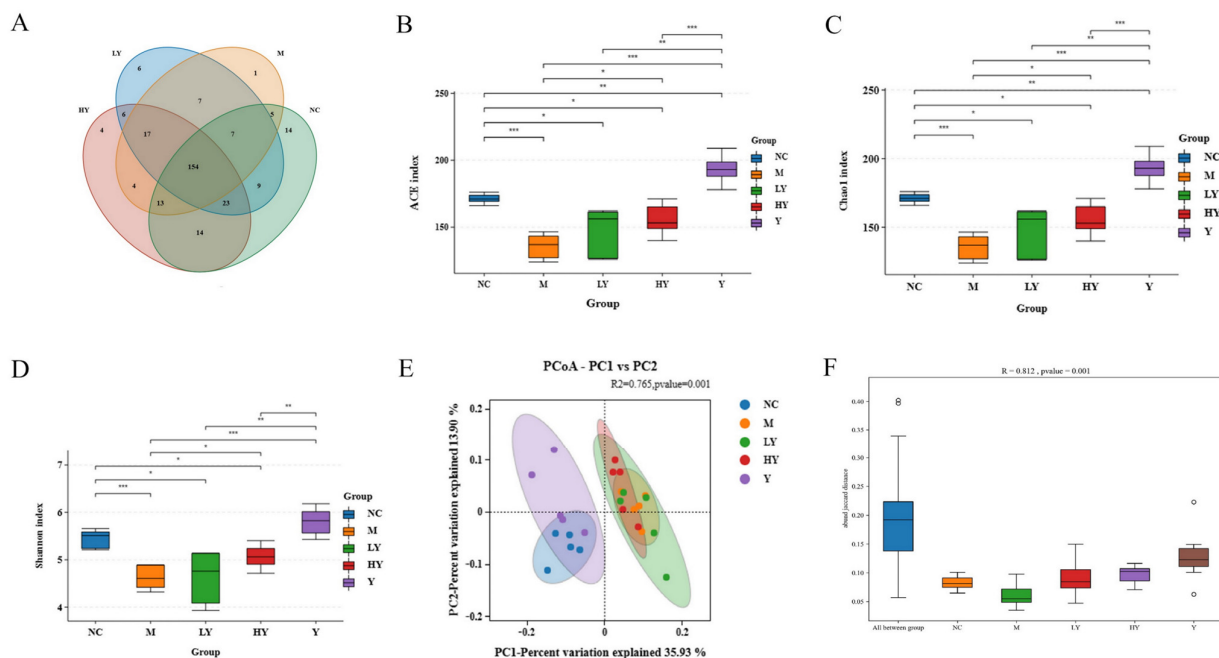 A
LY
M
HY
NC
6
1
7
4
6
5
14
17
7
154
4
9
13
23
14
B
***
**
***
*
**
*
*
***
250
200
150
ACE index
NC
M
LY
HY
Y
Group
Group
NC
M
LY
HY
Y
C
***
**
***
*
**
*
*
***
250
200
150
Chao1 index
NC
M
LY
HY
Y
Group
Group
NC
M
LY
HY
Y
D
**
**
***
*
*
*
***
7
6
5
4
Shannon index
NC
M
LY
HY
Y
Group
Group
NC
M
LY
HY
Y
E
PCoA - PC1 vs PC2
R2=0.765,pvalue=0.001
0.2
0.1
0
-0.1
-0.2
PC2-Percent variation explained 13.90 %
-0.2
0
0.2
PC1-Percent variation explained 35.93 %
NC
M
LY
HY
Y
F
R = 0.812 , pvalue = 0.001
0.40
0.35
0.30
0.25
0.20
0.15
0.10
0.05
abund jaccard distance
All between group
NC
M
LY
HY
Y